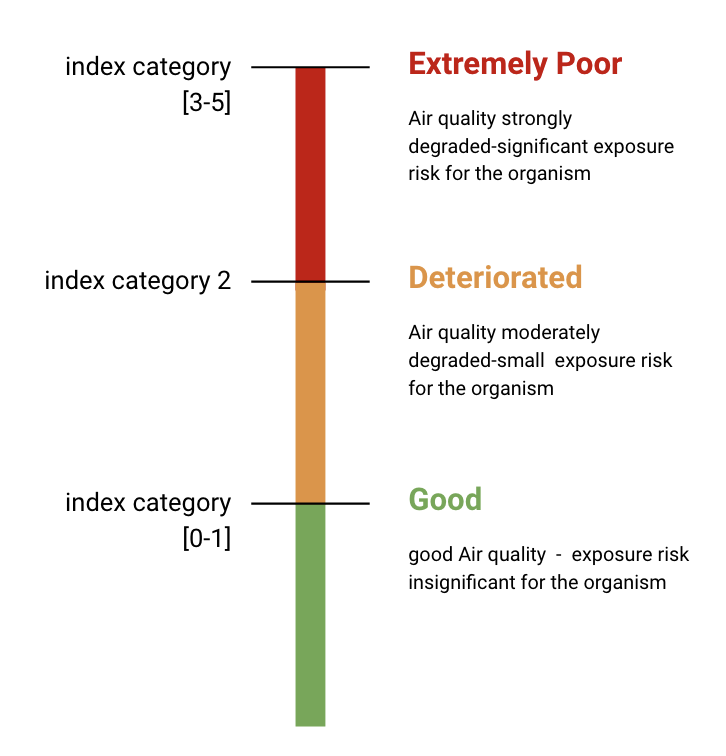 index category
[3-5]
Extremely Poor
Air quality strongly
degraded-significant exposure
risk for the organism
index category 2
Deteriorated
Air quality moderately
degraded-small  exposure risk
for the organism
index category
[0-1]
Good
good Air quality  -  exposure risk
insignificant for the organism